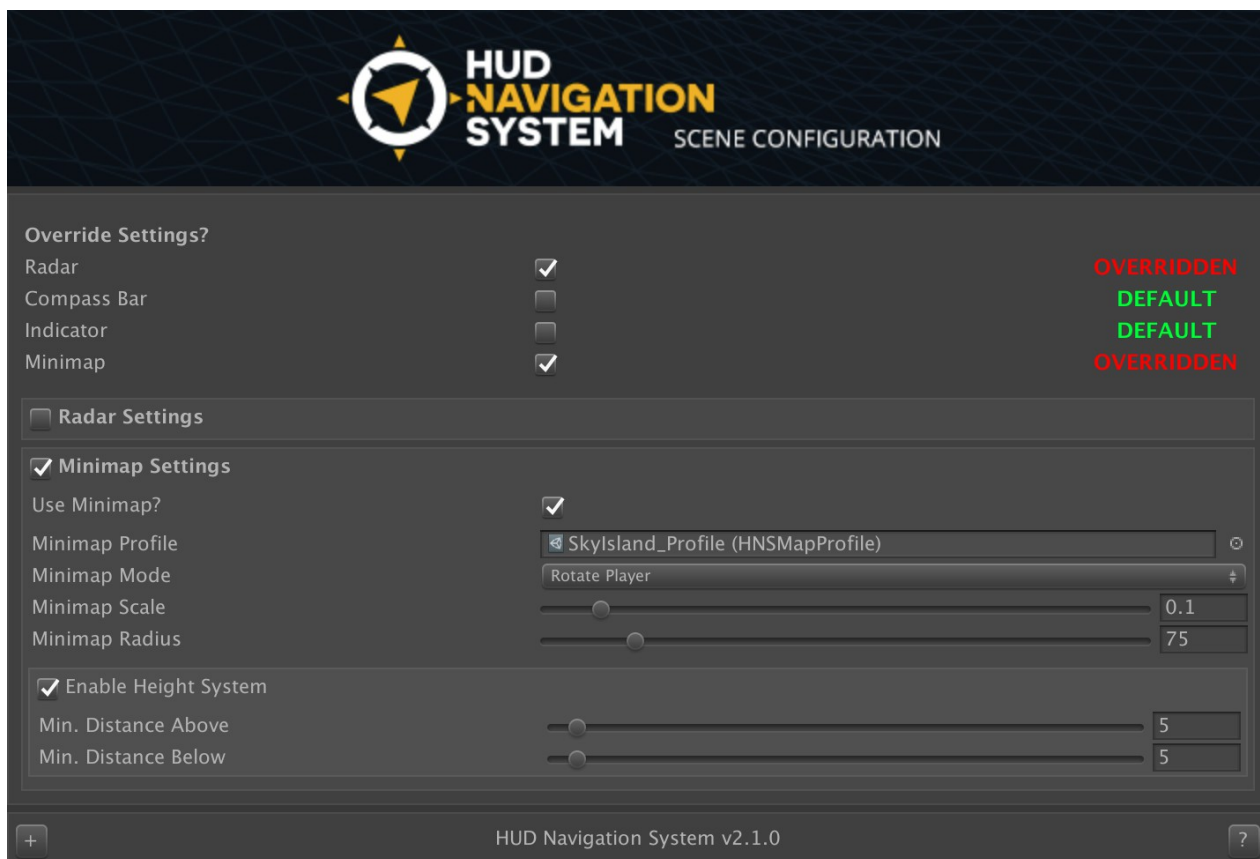 HUD
NAVIGATION
SYSTEM SCENE CONFIGURATION
Override Settings?
Radar OVERRIDDEN
Compass Bar DEFAULT
Indicator DEFAULT
Minimap OVERRIDDEN
Radar Settings
Minimap Settings
Use Minimap?
Minimap Profile SkyIsland_Profile (HNSMapProfile)
Minimap Mode Rotate Player
Minimap Scale 0.1
Minimap Radius 75
Enable Height System
Min. Distance Above 5
Min. Distance Below 5
+ HUD Navigation System v2.1.0 ?